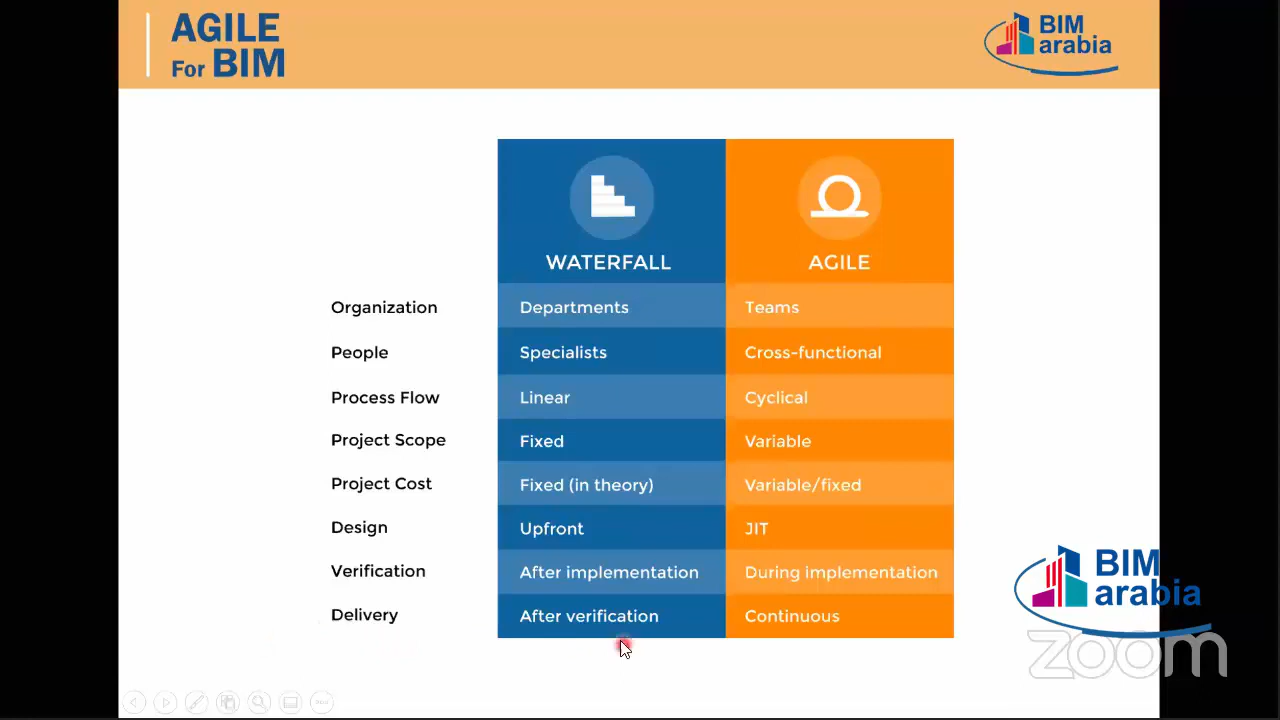 AGILE
For BIM
BIM
arabia
WATERFALL AGILE
Organization Departments Teams
People Specialists Cross-functional
Process Flow Linear Cyclical
Project Scope Fixed Variable
Project Cost Fixed (in theory) Variable/fixed
Design Upfront JIT
Verification After implementation During implementation
Delivery After verification Continuous
BIM
arabia
zoom